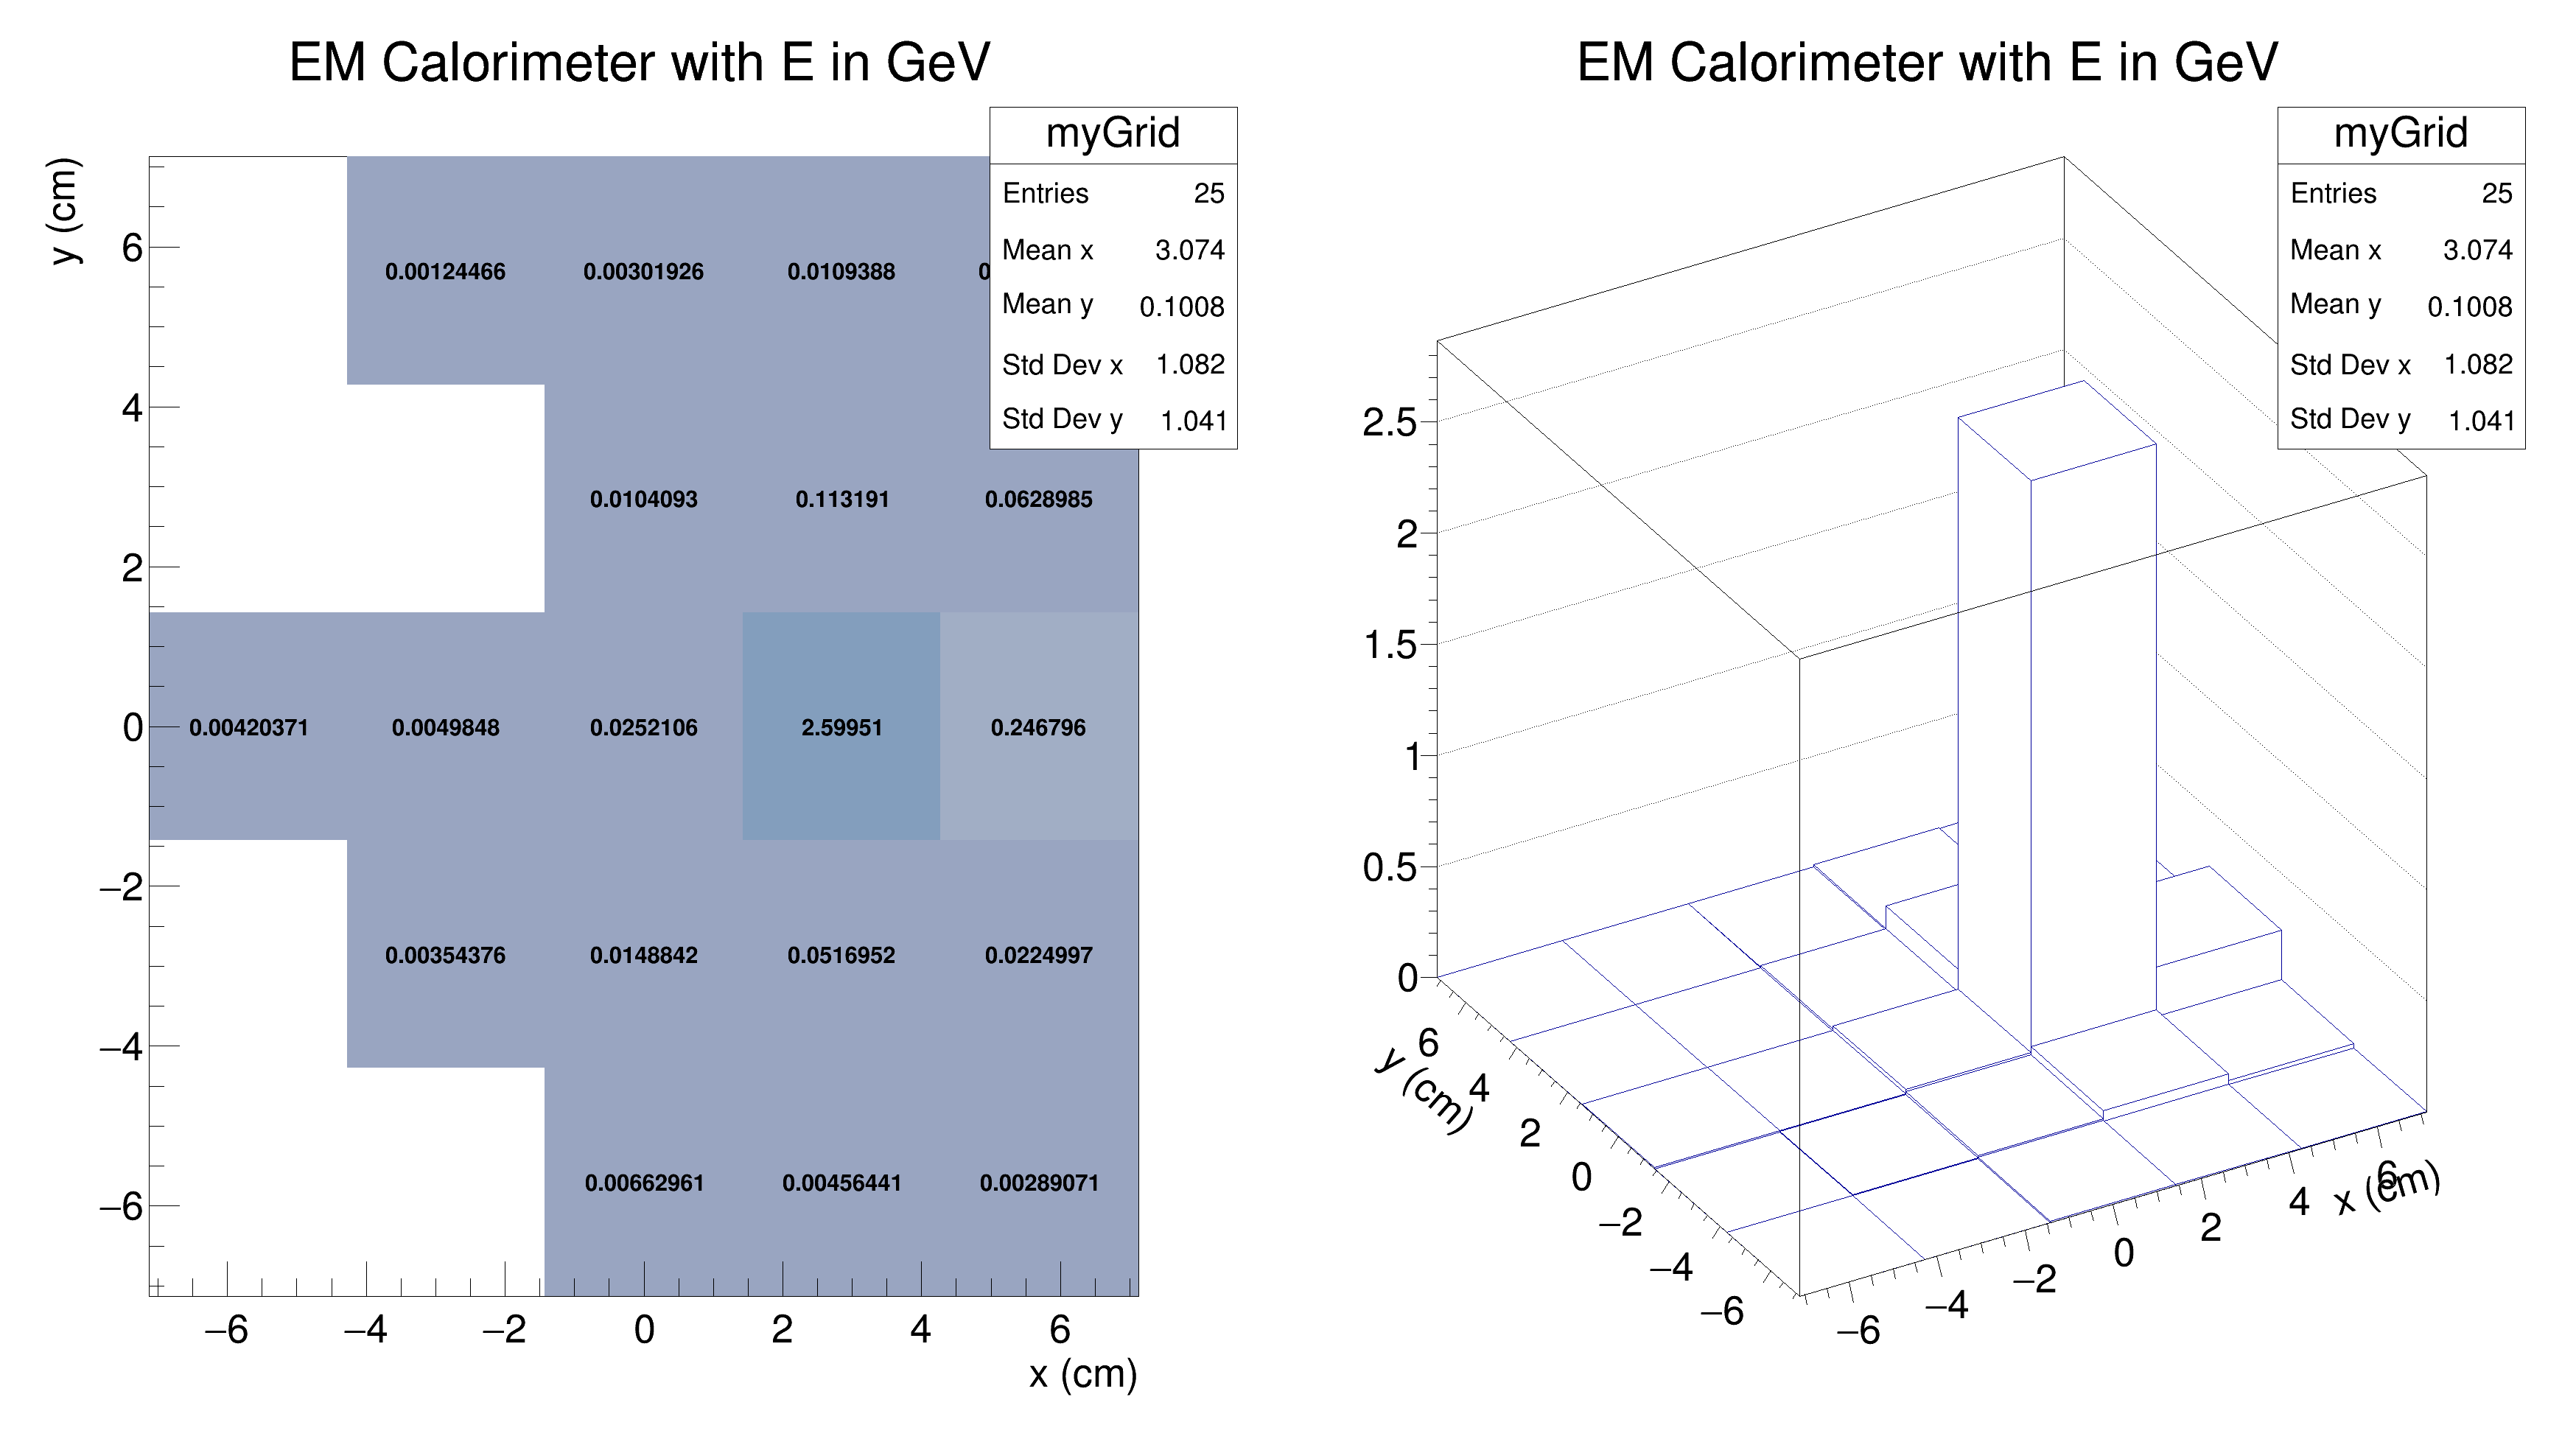 EM Calorimeter with E in GeV
myGrid
Entries 25
Mean x 3.074
Mean y 0.1008
Std Dev x 1.082
Std Dev y 1.041
y (cm)
6
4
2
0
−2
−4
−6
0.00124466 0.00301926 0.0109388
0.0104093 0.113191 0.0628985
0.00420371 0.0049848 0.0252106 2.59951 0.246796
0.00354376 0.0148842 0.0516952 0.0224997
0.00662961 0.00456441 0.00289071
−6 −4 −2 0 2 4 6
x (cm)
EM Calorimeter with E in GeV
myGrid
Entries 25
Mean x 3.074
Mean y 0.1008
Std Dev x 1.082
Std Dev y 1.041
2.5
2
1.5
1
0.5
0
6
4
2
0
−2
−4
−6
y (cm)
−6
−4
−2
0
2
4
6
x (cm)